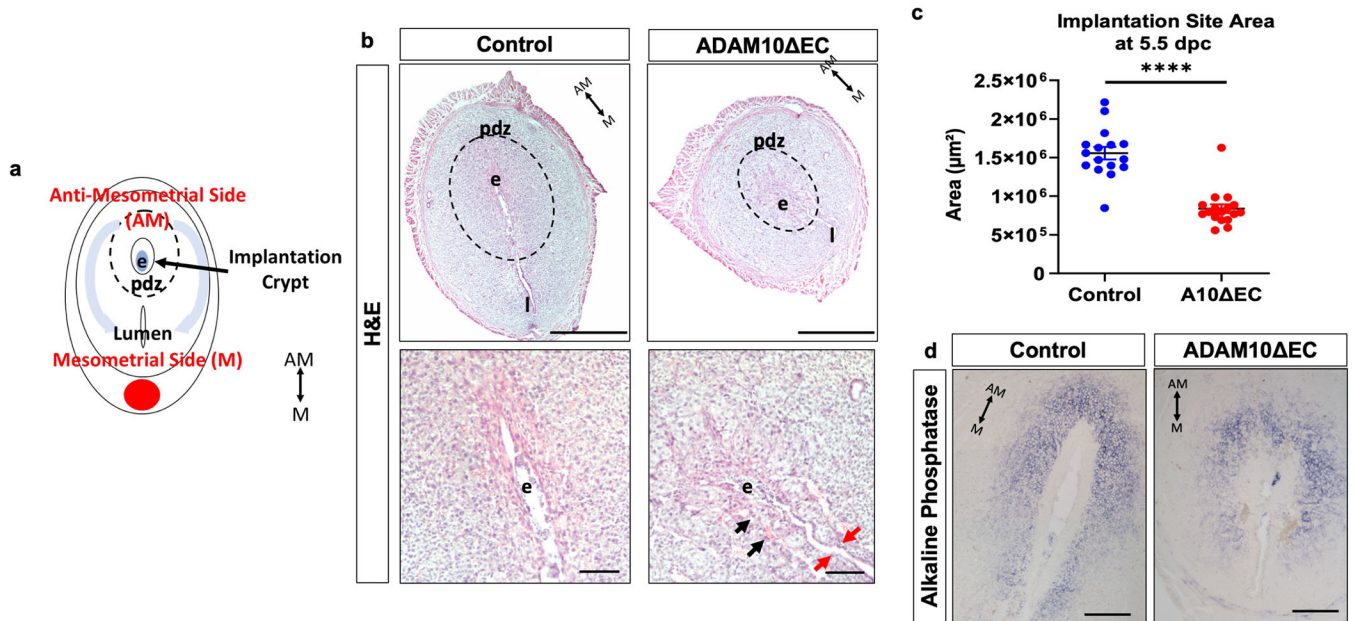 a
Anti-Mesometrial Side
(AM)
e
pdz
Implantation
Crypt
Lumen
Mesometrial Side (M)
AM
M
b
Control
ADAM10ΔEC
H&E
AM
M
pdz
e
l
AM
M
pdz
e
l
e
e
c
Implantation Site Area
at 5.5 dpc
****
2.5×10⁶
2×10⁶
1.5×10⁶
1×10⁶
5×10⁵
0
Area (μm²)
Control
A10ΔEC
d
Control
ADAM10ΔEC
Alkaline Phosphatase
AM
M
AM
M